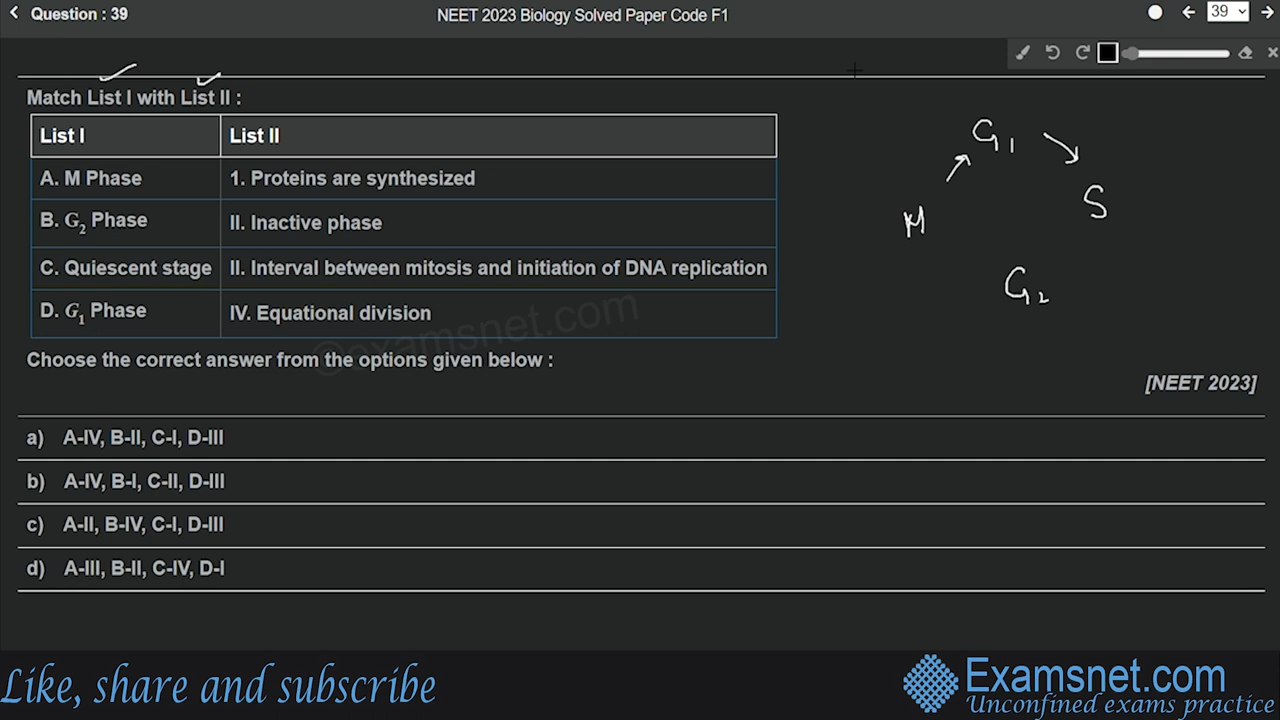 Question : 39
NEET 2023 Biology Solved Paper Code F1
39
Match List I with List II :
List I List II
A. M Phase 1. Proteins are synthesized
B. G₂ Phase II. Inactive phase
C. Quiescent stage II. Interval between mitosis and initiation of DNA replication
D. G₁ Phase IV. Equational division
G₁
M
S
G₂
©examsnet.com
Choose the correct answer from the options given below :
[NEET 2023]
a) A-IV, B-II, C-I, D-III
b) A-IV, B-I, C-II, D-III
c) A-II, B-IV, C-I, D-III
d) A-III, B-II, C-IV, D-I
Like, share and subscribe
Examsnet.com
Unconfined exams practice